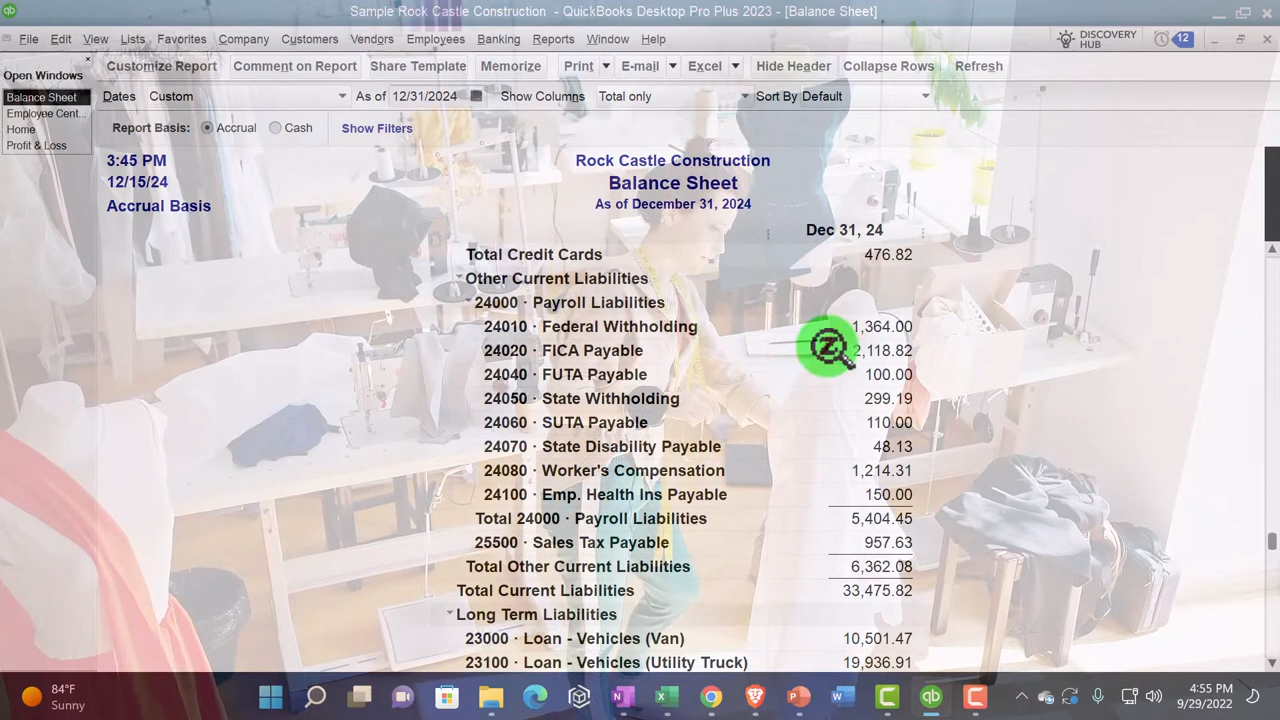 Sample Rock Castle Construction - QuickBooks Desktop Pro Plus 2023 - [Balance Sheet]
File Edit View Lists Favorites Company Customers Vendors Employees Banking Reports Window Help
DISCOVERY HUB 12
Open Windows
Balance Sheet
Employee Cent...
Home
Profit & Loss
Customize Report Comment on Report Share Template Memorize Print E-mail Excel Hide Header Collapse Rows Refresh
Dates Custom As of 12/31/2024 Show Columns Total only Sort By Default
Report Basis: Accrual Cash Show Filters
3:45 PM
12/15/24
Accrual Basis
Rock Castle Construction
Balance Sheet
As of December 31, 2024
Dec 31, 24
Total Credit Cards 476.82
Other Current Liabilities
24000 · Payroll Liabilities
24010 · Federal Withholding 1,364.00
24020 · FICA Payable 2,118.82
24040 · FUTA Payable 100.00
24050 · State Withholding 299.19
24060 · SUTA Payable 110.00
24070 · State Disability Payable 48.13
24080 · Worker's Compensation 1,214.31
24100 · Emp. Health Ins Payable 150.00
Total 24000 · Payroll Liabilities 5,404.45
25500 · Sales Tax Payable 957.63
Total Other Current Liabilities 6,362.08
Total Current Liabilities 33,475.82
Long Term Liabilities
23000 · Loan - Vehicles (Van) 10,501.47
23100 · Loan - Vehicles (Utility Truck) 19,936.91
84°F
Sunny
4:55 PM
9/29/2022